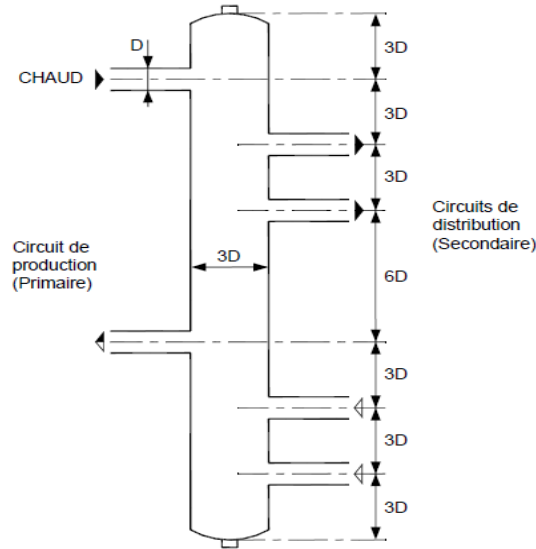 3D
D
CHAUD
3D
3D
Circuits de
distribution
(Secondaire)
Circuit de
production
(Primaire)
3D
6D
3D
3D
3D